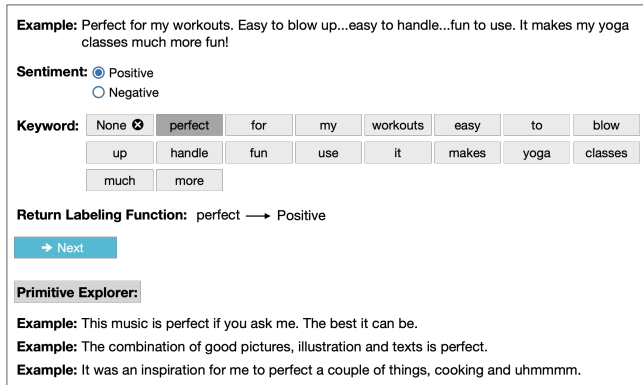 Example: Perfect for my workouts. Easy to blow up...easy to handle...fun to use. It makes my yoga
classes much more fun!
Sentiment: Positive
Negative
Keyword: None perfect for my workouts easy to blow
up handle fun use it makes yoga classes
much more
Return Labeling Function: perfect → Positive
→ Next
Primitive Explorer:
Example: This music is perfect if you ask me. The best it can be.
Example: The combination of good pictures, illustration and texts is perfect.
Example: It was an inspiration for me to perfect a couple of things, cooking and uhmmmm.